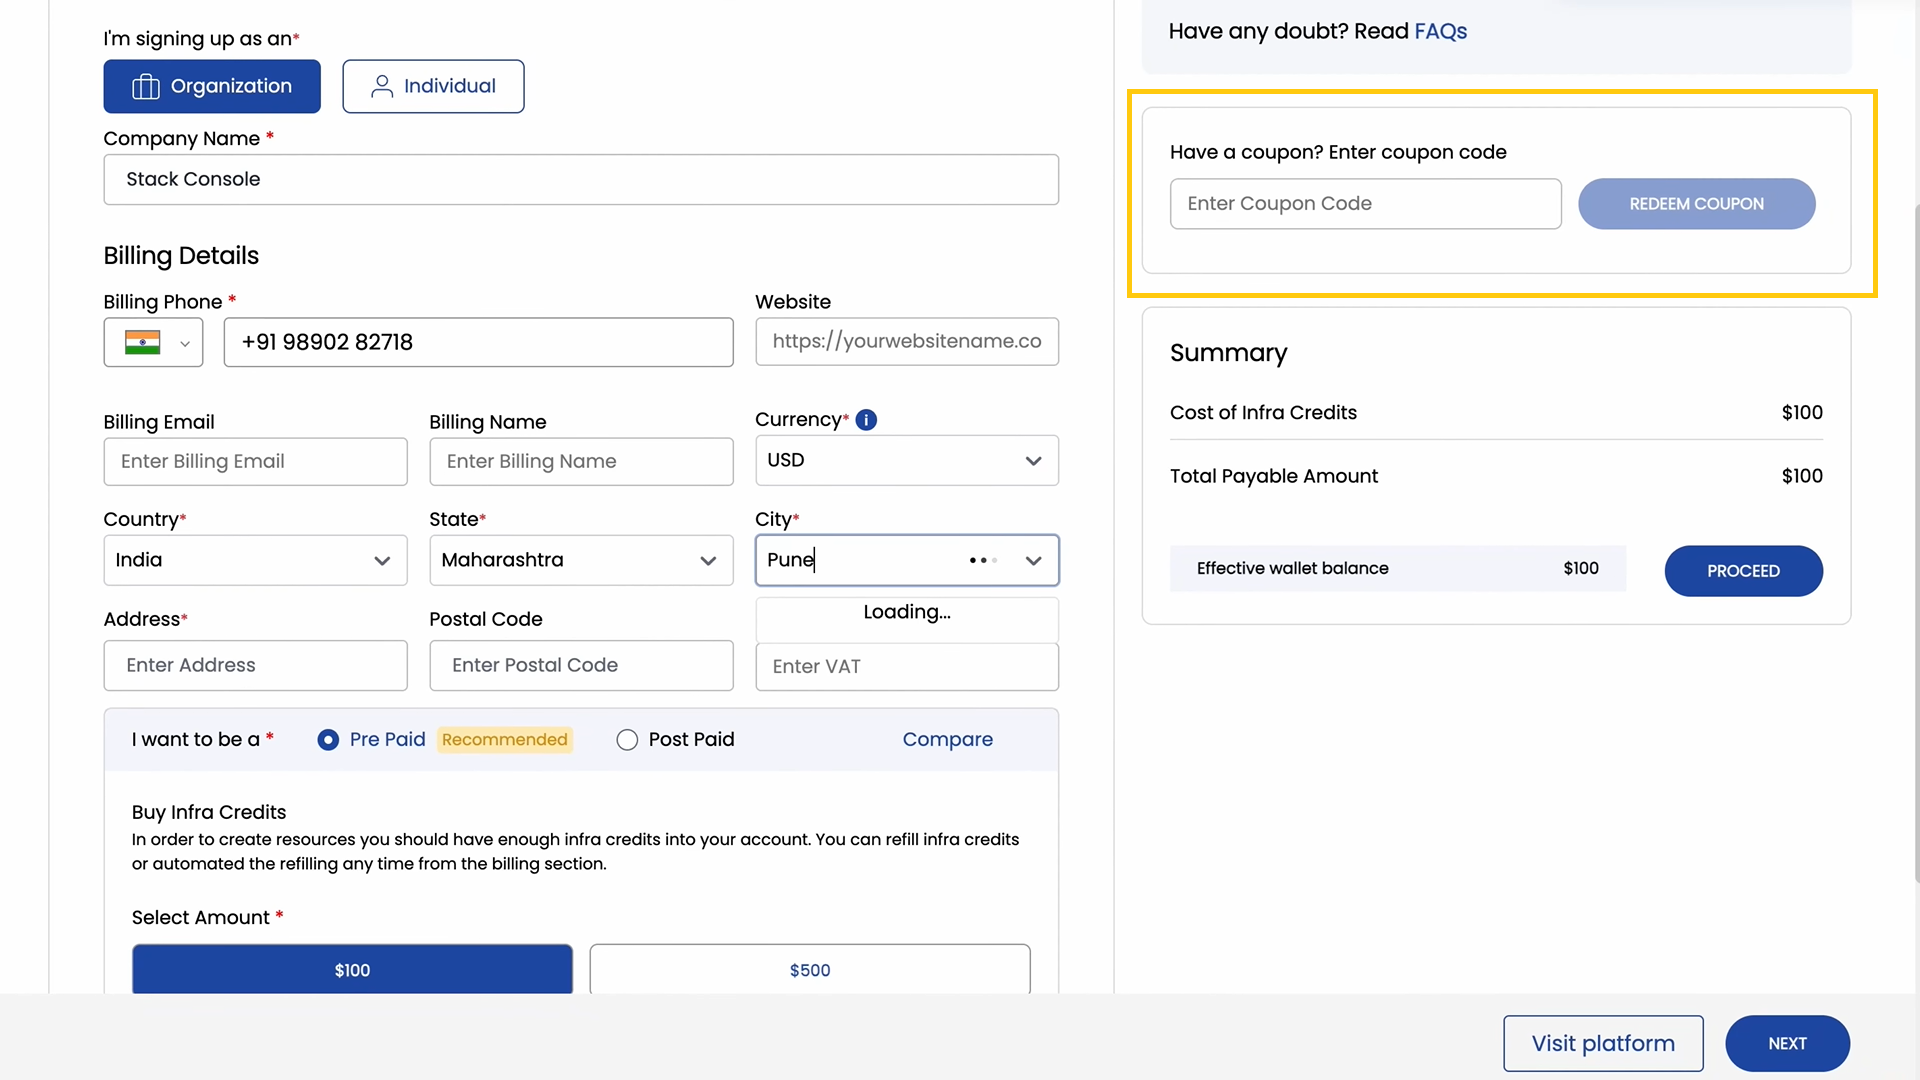 I'm signing up as an*
Organization
Individual
Company Name *
Stack Console
Billing Details
Billing Phone *
+91 98902 82718
Website
https://yourwebsitename.co
Billing Email
Enter Billing Email
Billing Name
Enter Billing Name
Currency* i
USD
Country*
India
State*
Maharashtra
City*
Pune
Loading...
Address*
Enter Address
Postal Code
Enter Postal Code
Enter VAT
I want to be a *
Pre Paid Recommended
Post Paid
Compare
Buy Infra Credits
In order to create resources you should have enough infra credits into your account. You can refill infra credits
or automated the refilling any time from the billing section.
Select Amount *
$100
$500
Have any doubt? Read FAQs
Have a coupon? Enter coupon code
Enter Coupon Code
REDEEM COUPON
Summary
Cost of Infra Credits $100
Total Payable Amount $100
Effective wallet balance $100
PROCEED
Visit platform
NEXT